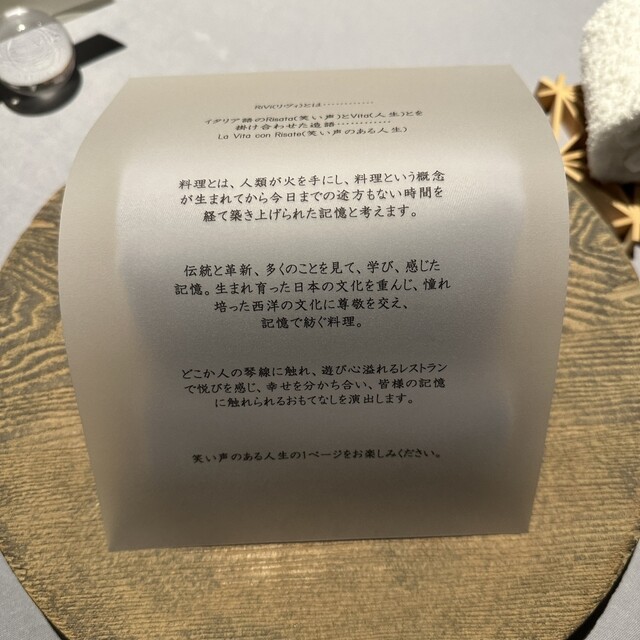 RiVi(リヴィ)とは…………
イタリア語のRisata(笑い声)とVita(人生)とを
掛け合わせた造語…………
La Vita con Risate(笑い声のある人生)
料理とは、人類が火を手にし、料理という概念
が生まれてから今日までの途方もない時間を
経て築き上げられた記憶と考えます。
伝統と革新、多くのことを見て、学び、感じた
記憶。生まれ育った日本の文化を重んじ、憧れ
培った西洋の文化に尊敬を交え、
記憶で紡ぐ料理。
どこか人の琴線に触れ、遊び心溢れるレストラン
で悦びを感じ、幸せを分かち合い、皆様の記憶
に触れられるおもてなしを演出します。
笑い声のある人生の1ページをお楽しみください。